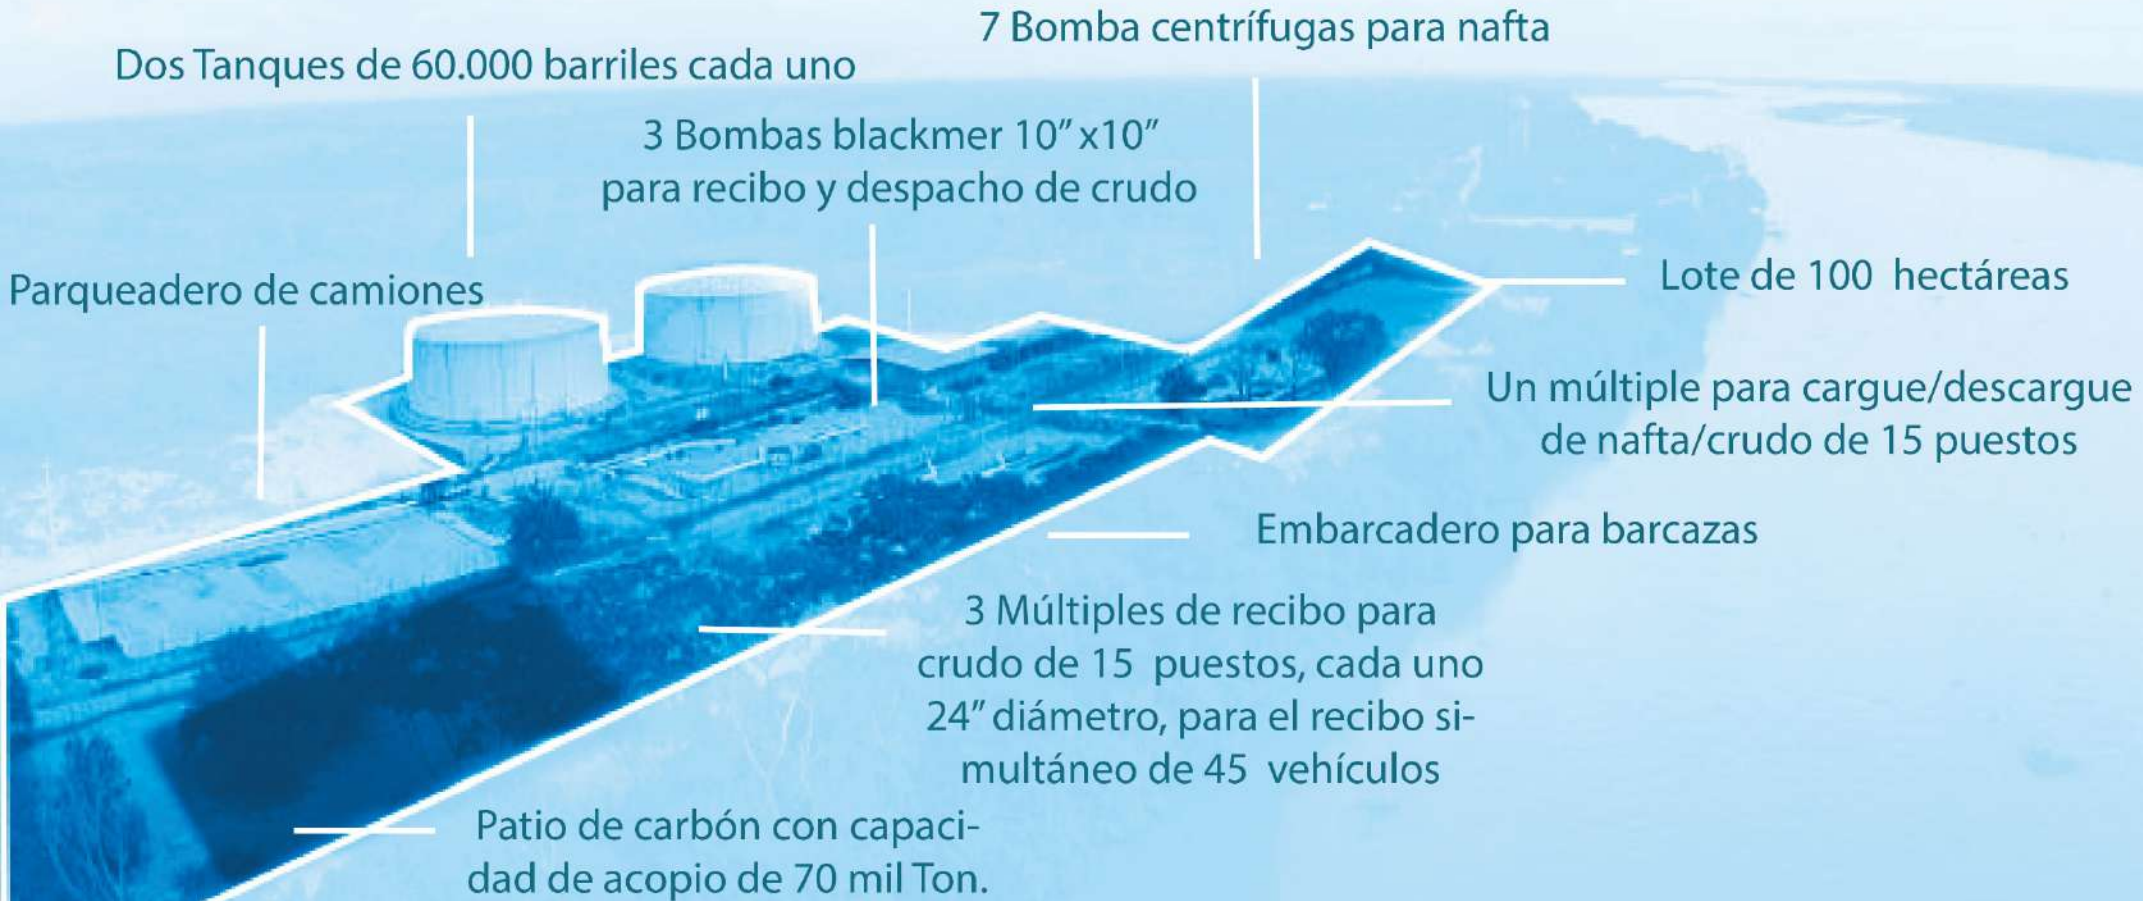 7 Bomba centrífugas para nafta
Dos Tanques de 60.000 barriles cada uno
3 Bombas blackmer 10” x10”
para recibo y despacho de crudo
Parqueadero de camiones
Lote de 100 hectáreas
Un múltiple para cargue/descargue
de nafta/crudo de 15 puestos
Embarcadero para barcazas
3 Múltiples de recibo para
crudo de 15 puestos, cada uno
24” diámetro, para el recibo si-
multáneo de 45 vehículos
Patio de carbón con capaci-
dad de acopio de 70 mil Ton.